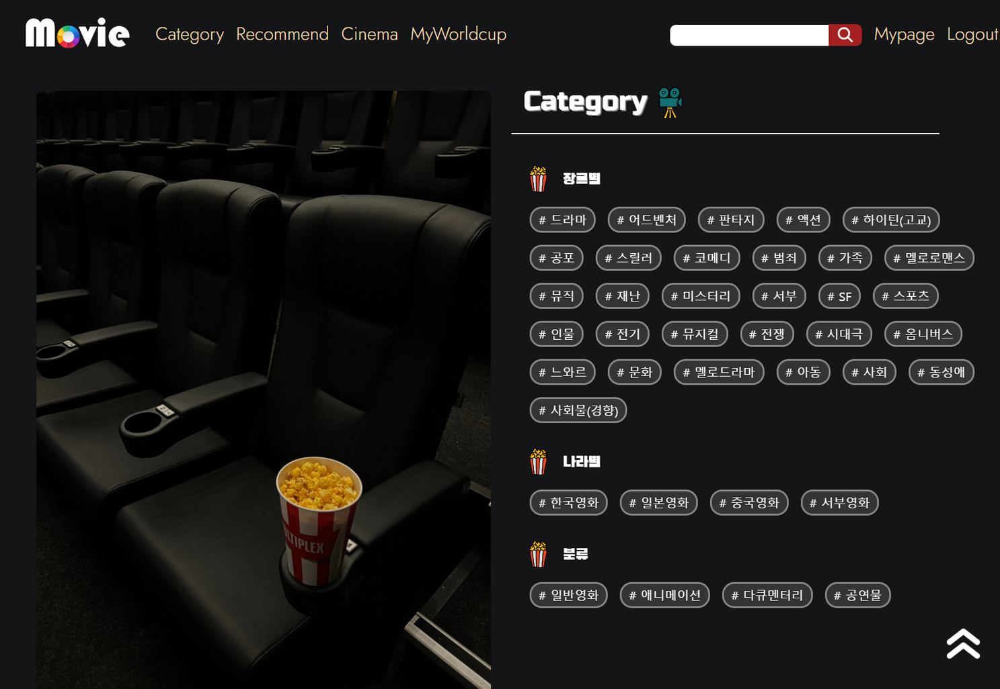 Movie Category Recommend Cinema MyWorldcup Mypage Logout
Category
장르별
# 드라마 # 어드벤처 # 판타지 # 액션 # 하이틴(고교)
# 공포 # 스릴러 # 코메디 # 범죄 # 가족 # 멜로로맨스
# 뮤직 # 재난 # 미스터리 # 서부 # SF # 스포츠
# 인물 # 전기 # 뮤지컬 # 전쟁 # 시대극 # 옴니버스
# 느와르 # 문화 # 멜로드라마 # 아동 # 사회 # 동성애
# 사회물(경향)
나라별
# 한국영화 # 일본영화 # 중국영화 # 서부영화
분류
# 일반영화 # 애니메이션 # 다큐멘터리 # 공연물